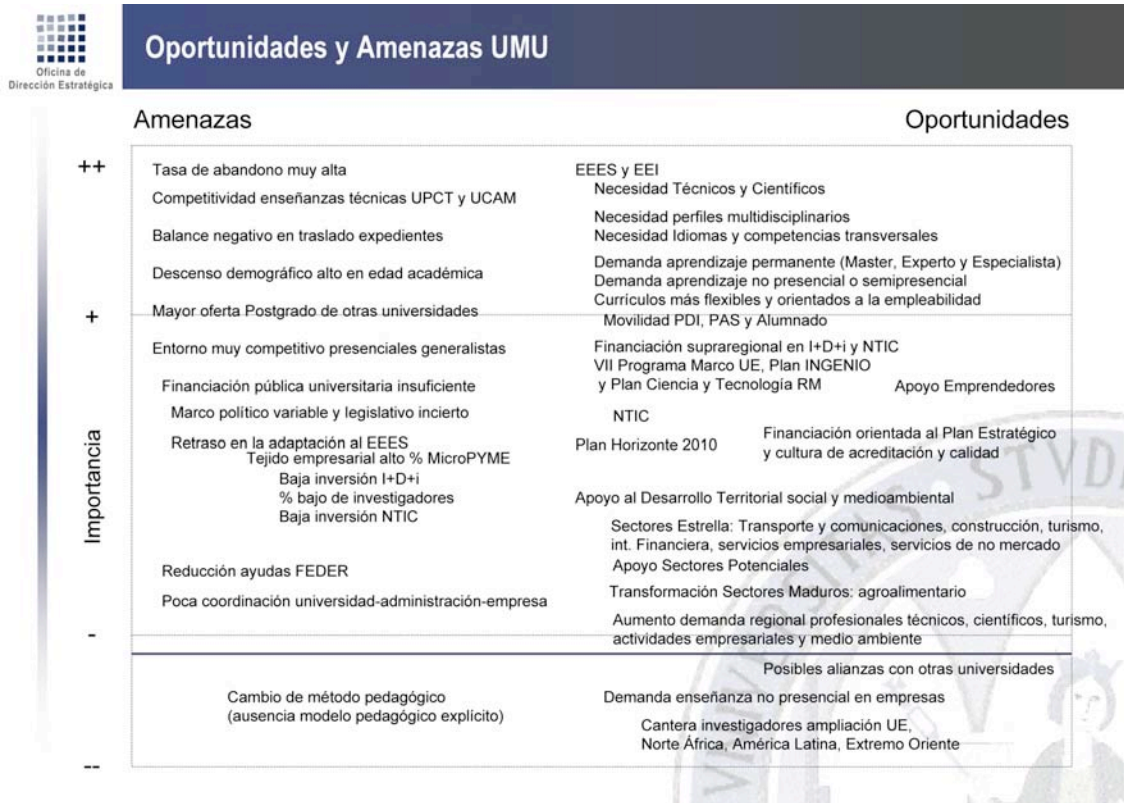 Oficina de
Dirección Estratégica
Oportunidades y Amenazas UMU
Amenazas
Oportunidades
++
+
Importancia
-
--
Tasa de abandono muy alta
Competitividad enseñanzas técnicas UPCT y UCAM
Balance negativo en traslado expedientes
Descenso demográfico alto en edad académica
Mayor oferta Postgrado de otras universidades
Entorno muy competitivo presenciales generalistas
Financiación pública universitaria insuficiente
Marco político variable y legislativo incierto
Retraso en la adaptación al EEES
Tejido empresarial alto % MicroPYME
Baja inversión I+D+i
% bajo de investigadores
Baja inversión NTIC
Reducción ayudas FEDER
Poca coordinación universidad-administración-empresa
Cambio de método pedagógico
(ausencia modelo pedagógico explícito)
EEES y EEI
Necesidad Técnicos y Científicos
Necesidad perfiles multidisciplinarios
Necesidad Idiomas y competencias transversales
Demanda aprendizaje permanente (Master, Experto y Especialista)
Demanda aprendizaje no presencial o semipresencial
Currículos más flexibles y orientados a la empleabilidad
Movilidad PDI, PAS y Alumnado
Financiación supraregional en I+D+i y NTIC
VII Programa Marco UE, Plan INGENIO
y Plan Ciencia y Tecnología RM
Apoyo Emprendedores
NTIC
Plan Horizonte 2010
Financiación orientada al Plan Estratégico
y cultura de acreditación y calidad
Apoyo al Desarrollo Territorial social y medioambiental
Sectores Estrella: Transporte y comunicaciones, construcción, turismo,
int. Financiera, servicios empresariales, servicios de no mercado
Apoyo Sectores Potenciales
Transformación Sectores Maduros: agroalimentario
Aumento demanda regional profesionales técnicos, científicos, turismo,
actividades empresariales y medio ambiente
Posibles alianzas con otras universidades
Demanda enseñanza no presencial en empresas
Cantera investigadores ampliación UE,
Norte África, América Latina, Extremo Oriente